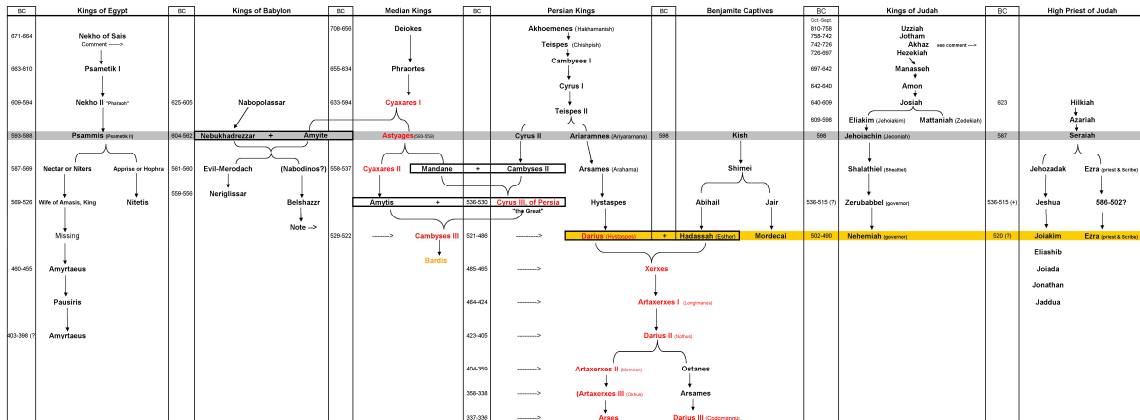 BC Kings of Egypt BC Kings of Babylon BC Median Kings BC Persian Kings BC Benjamite Captives BC Kings of Judah BC High Priest of Judah
Oct.-Sept.
708-656 Deiokes Akhoemenes (Hakhamanish) 810-758 Uzziah
671-664 Nekho of Sais 758-742 Jotham
Comment ------> Teispes (Chishpish) 742-726 Akhaz see comment --->
726-697 Hezekiah
Cambyses I
663-610 Psametik I 655-634 Phraortes 697-642 Manasseh
Cyrus I 642-640 Amon
609-594 Nekho II "Pharaoh" 625-605 Nabopolassar 633-594 Cyaxares I 640-609 Josiah 623 Hilkiah
Teispes II
609-598 Eliakim (Jehoiakim) Mattaniah (Zedekiah) Azariah
593-588 Psammis (Psametik II) 604-562 Nebukhadrezzar + Amyite Astyages (593-559) Cyrus II Ariaramnes (Ariyaramana) 598 Kish 598 Jehoiachin (Jeconiah) 587 Seraiah
587-569 Nectar or Niters Apprise or Hophra 561-560 Evil-Merodach (Nabodinos?) 558-537 Cyaxares II Mandane + Cambyses II Arsames (Arahama) Shimei Shalathiel (Shealtiel) Jehozadak Ezra (priest & Scribe)
559-556 Neriglissar
569-526 Wife of Amasis, King Nitetis Belshazzr Amytis + 536-530 Cyrus III, of Persia Hystaspes Abihail Jair 536-515 (?) Zerubbabel (governor) 536-515 (+) Jeshua 586-502?
"the Great"
Note -->
Missing 529-522 ------> Cambyses III 521-486 ---------> Darius (Hystaspes) + Hadassah (Esther) Mordecai 502-490 Nehemiah (governor) 520 (?) Joiakim Ezra (priest & Scribe)
Eliashib
Bardis
460-455 Amyrtaeus 485-465 ---------> Xerxes Joiada
Jonathan
Pausiris 464-424 ---------> Artaxerxes I (Longimanus) Jaddua
403-398 (? Amyrtaeus 423-405 ---------> Darius II (Nothus)
404-359 ---------> Artaxerxes II (Mnemon) Ostanes
358-338 ---------> (Artaxerxes III (Okhus) Arsames
337-336 ---------> Arses Darius III (Codomannu